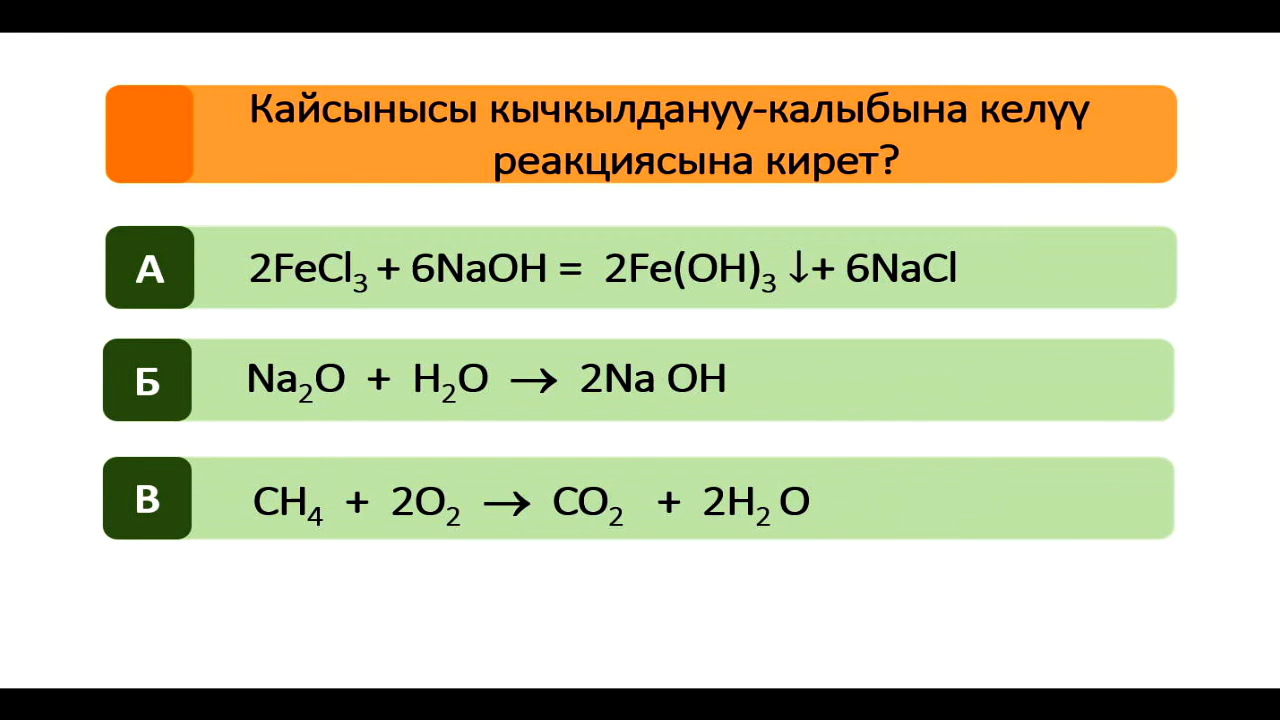 Кайсынысы кычкылдануу-калыбына келүү
реакциясына кирет?
А 2FeCl₃ + 6NaOH = 2Fe(OH)₃ ↓+ 6NaCl
Б Na₂O + H₂O → 2Na OH
В CH₄ + 2O₂ → CO₂ + 2H₂ O